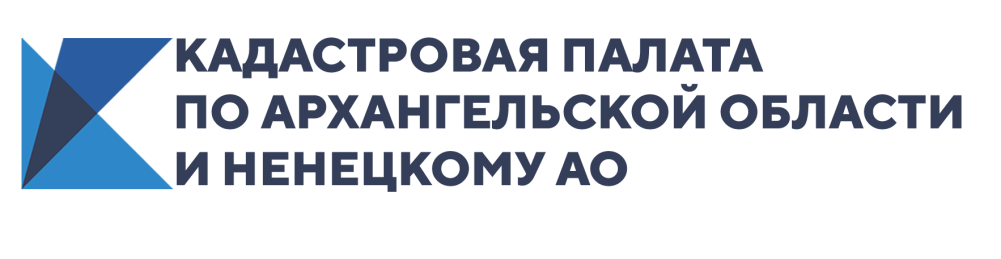 КАДАСТРОВАЯ ПАЛАТА
ПО АРХАНГЕЛЬСКОЙ ОБЛАСТИ
И НЕНЕЦКОМУ АО